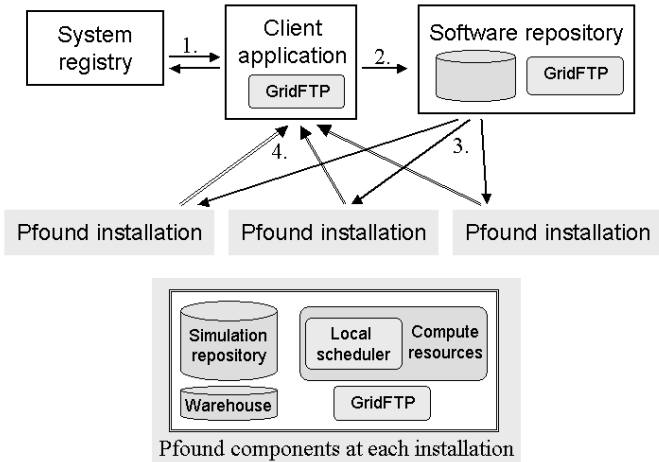 System
registry
1.
Client
application
GridFTP
2.
Software repository
GridFTP
4.
3.
Pfound installation
Pfound installation
Pfound installation
Simulation
repository
Local
scheduler
Compute
resources
Warehouse
GridFTP
Pfound components at each installation